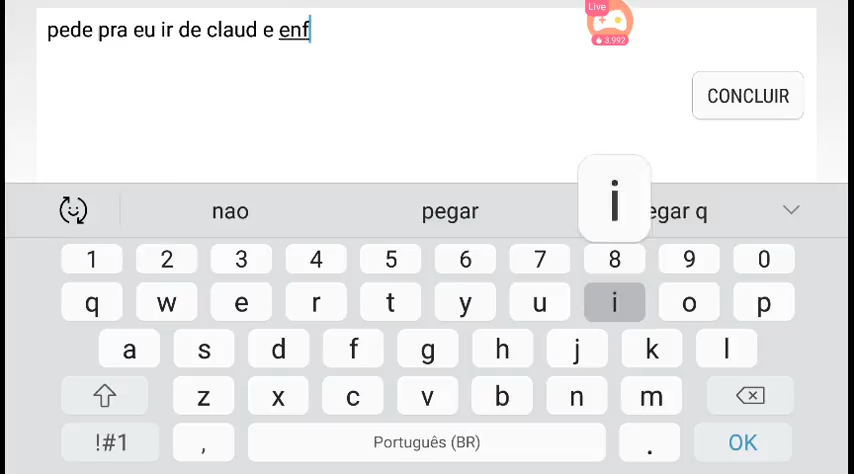 pede pra eu ir de claud e enf
Live
3.992
CONCLUIR
nao pegar egar q
i
1 2 3 4 5 6 7 8 9 0
q w e r t y u i o p
a s d f g h j k l
z x c v b n m
!#1 , Português (BR) . OK